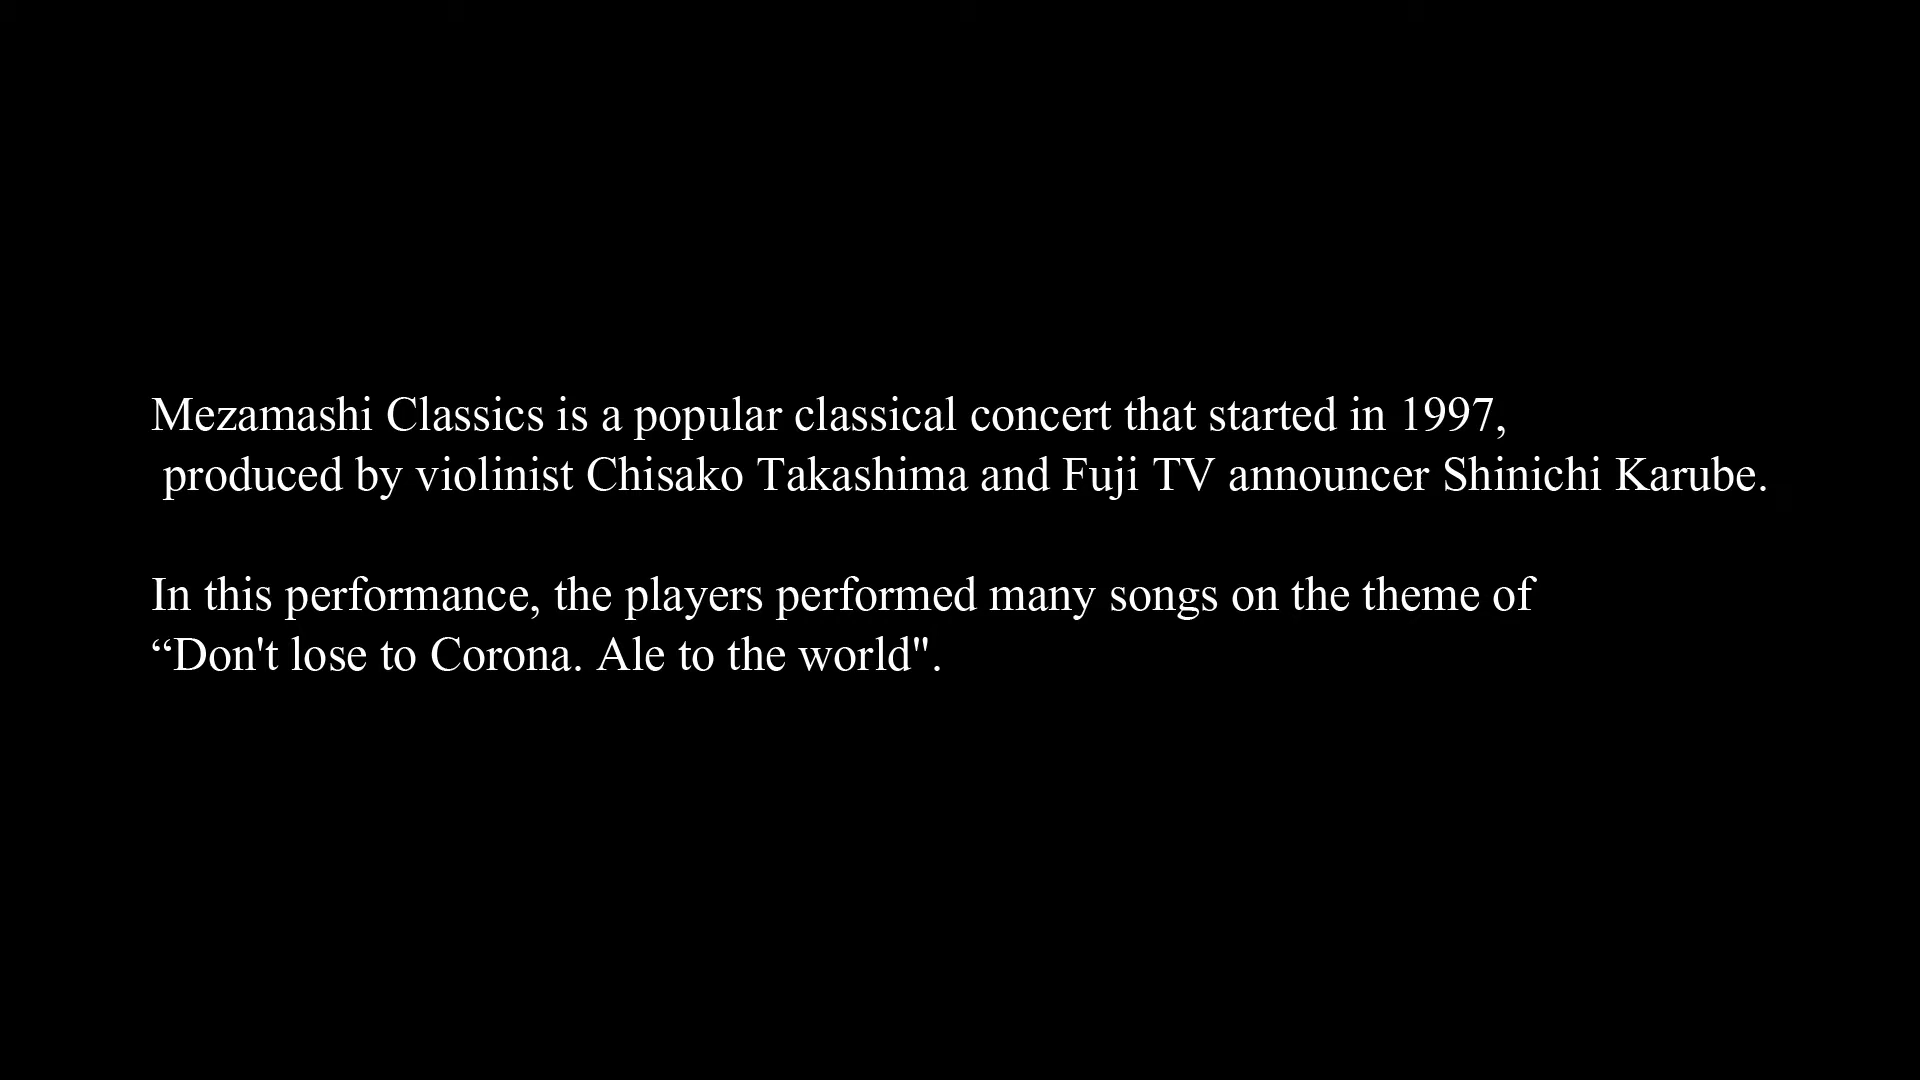 Mezamashi Classics is a popular classical concert that started in 1997,
produced by violinist Chisako Takashima and Fuji TV announcer Shinichi Karube.
In this performance, the players performed many songs on the theme of
“Don't lose to Corona. Ale to the world".